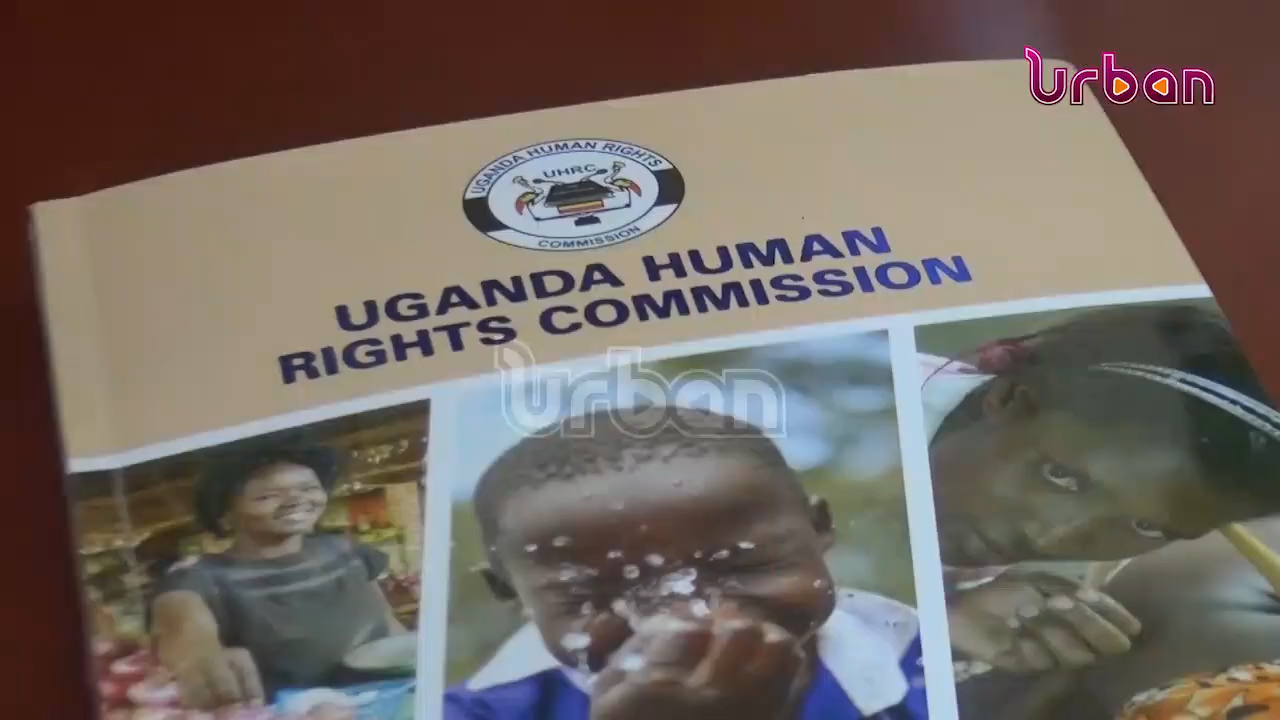 Urban
UGANDA HUMAN RIGHTS
UHRC
COMMISSION
UGANDA HUMAN
RIGHTS COMMISSION
Urban